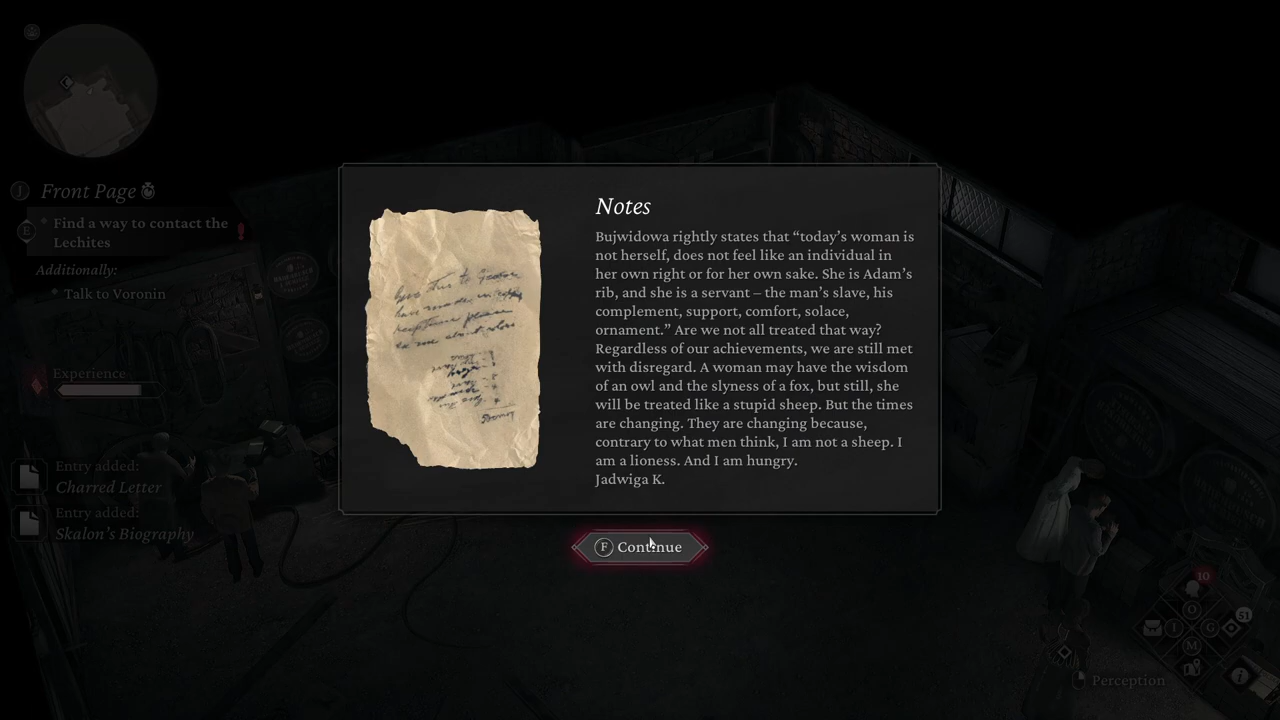 J
Front Page
E
Find a way to contact the
Lechites
Additionally:
Talk to Voronin
Experience
Entry added:
Charred Letter
Entry added:
Skalon's Biography
Notes
Bujwidowa rightly states that “today’s woman is
not herself, does not feel like an individual in
her own right or for her own sake. She is Adam’s
rib, and she is a servant – the man’s slave, his
complement, support, comfort, solace,
ornament.” Are we not all treated that way?
Regardless of our achievements, we are still met
with disregard. A woman may have the wisdom
of an owl and the slyness of a fox, but still, she
will be treated like a stupid sheep. But the times
are changing. They are changing because,
contrary to what men think, I am not a sheep. I
am a lioness. And I am hungry.
Jadwiga K.
F Continue
10
O
51
I
G
M
Perception